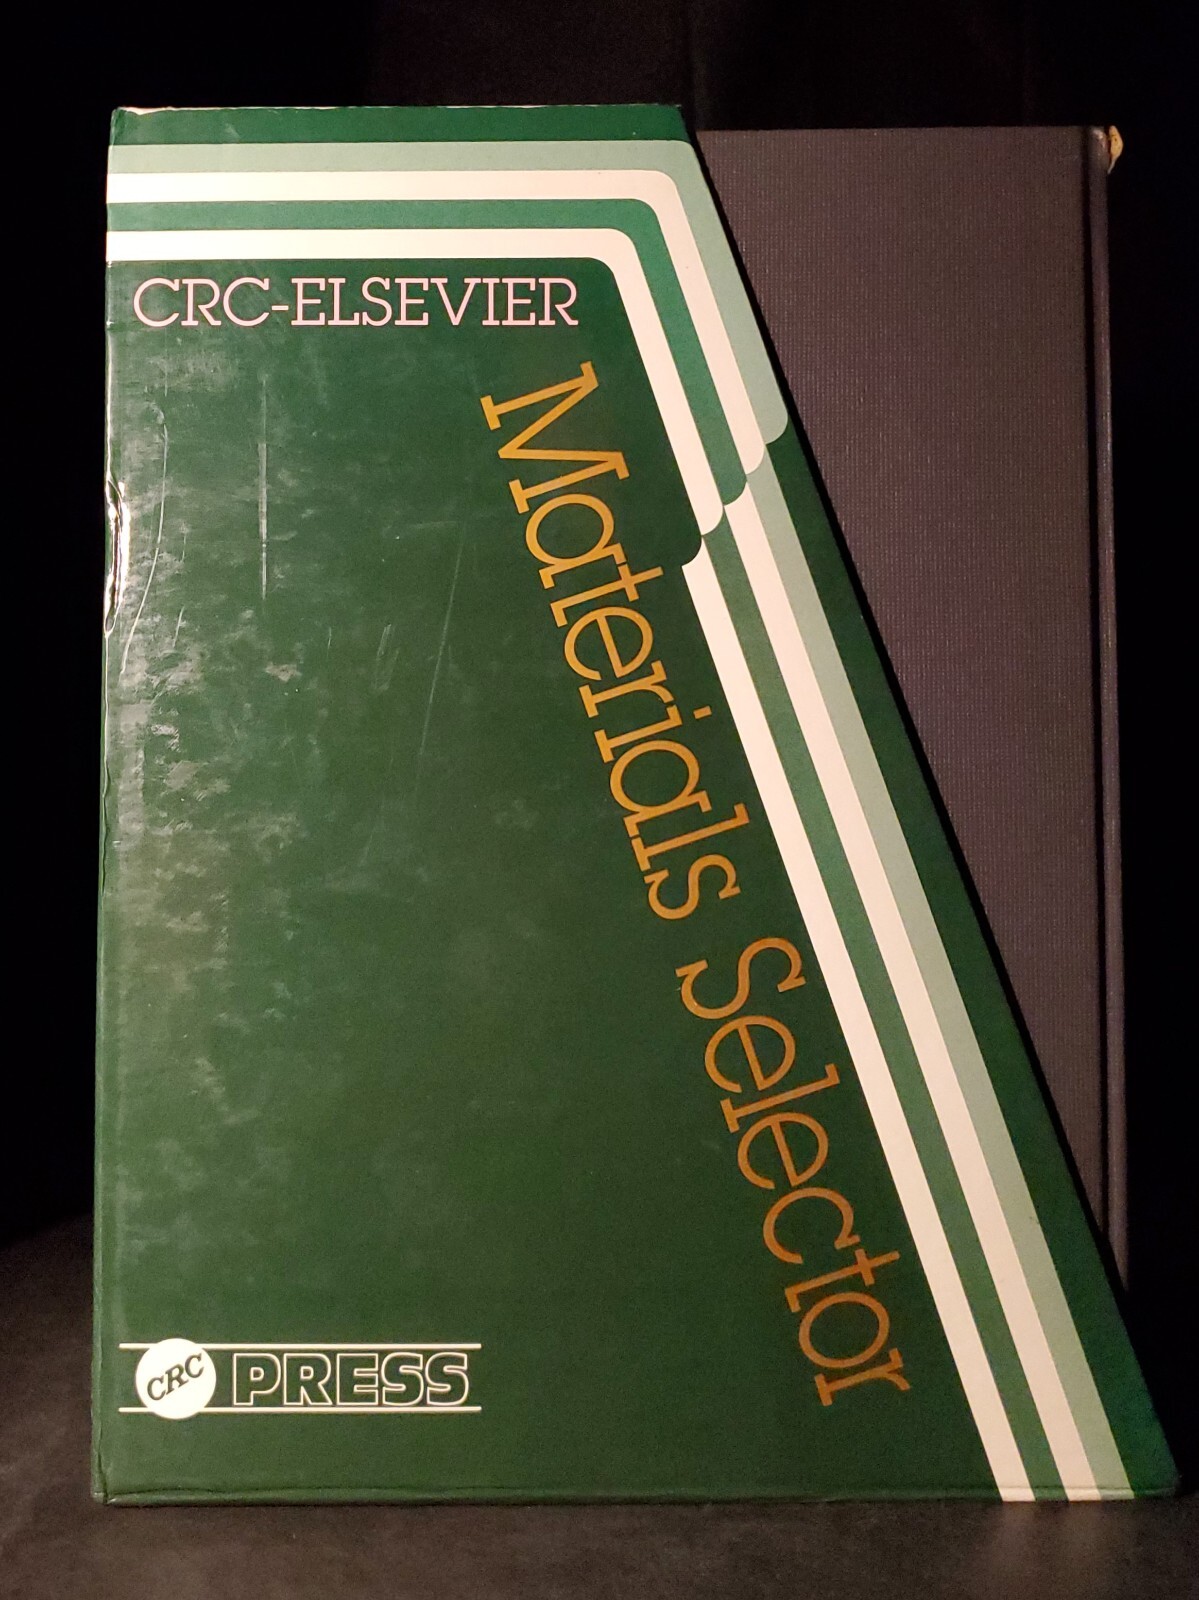 CRC-ELSEVIER
Materials Selector
CRC PRESS